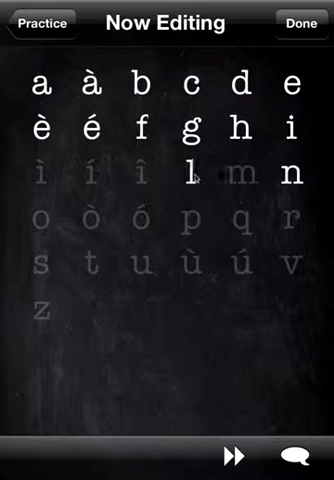 Practice Now Editing Done
a à b c d e
è é f g h i
ì í î l m n
o ò ó p q r
s t u ù ú v
z